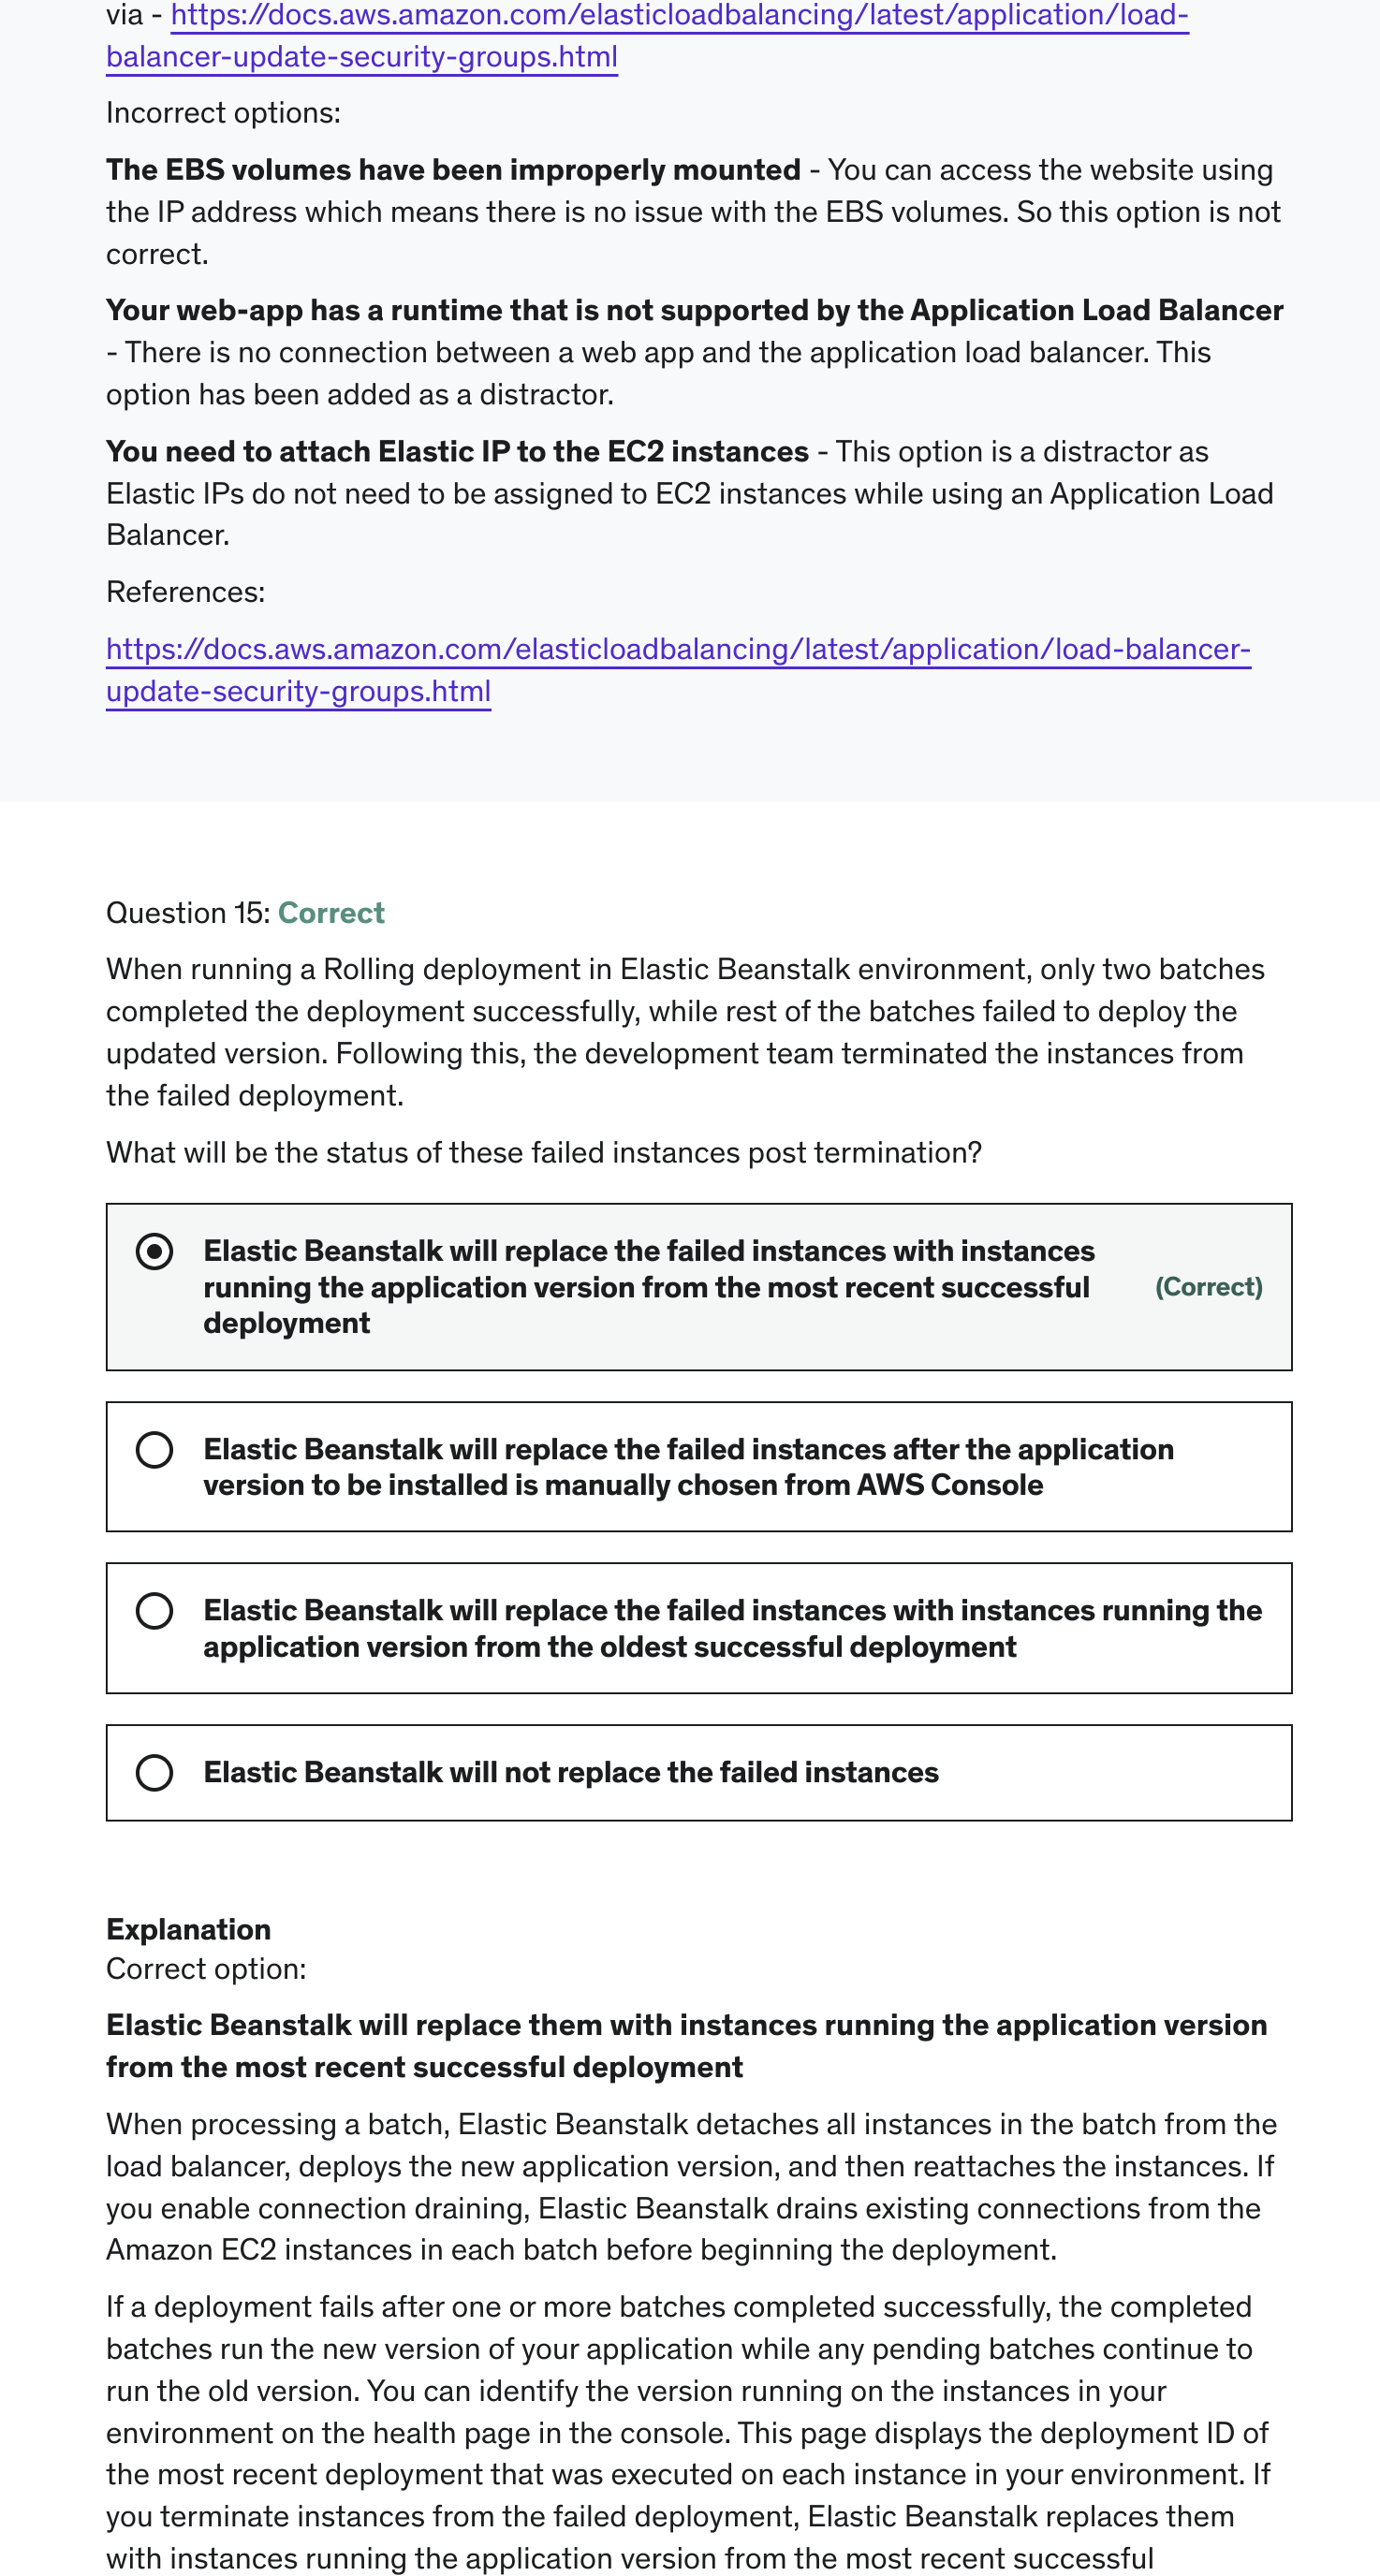 via - https://docs.aws.amazon.com/elasticloadbalancing/latest/application/load-
balancer-update-security-groups.html
Incorrect options:
The EBS volumes have been improperly mounted - You can access the website using
the IP address which means there is no issue with the EBS volumes. So this option is not
correct.
Your web-app has a runtime that is not supported by the Application Load Balancer
- There is no connection between a web app and the application load balancer. This
option has been added as a distractor.
You need to attach Elastic IP to the EC2 instances - This option is a distractor as
Elastic IPs do not need to be assigned to EC2 instances while using an Application Load
Balancer.
References:
https://docs.aws.amazon.com/elasticloadbalancing/latest/application/load-balancer-
update-security-groups.html
Question 15: Correct
When running a Rolling deployment in Elastic Beanstalk environment, only two batches
completed the deployment successfully, while rest of the batches failed to deploy the
updated version. Following this, the development team terminated the instances from
the failed deployment.
What will be the status of these failed instances post termination?
Elastic Beanstalk will replace the failed instances with instances
running the application version from the most recent successful
deployment
(Correct)
Elastic Beanstalk will replace the failed instances after the application
version to be installed is manually chosen from AWS Console
Elastic Beanstalk will replace the failed instances with instances running the
application version from the oldest successful deployment
Elastic Beanstalk will not replace the failed instances
Explanation
Correct option:
Elastic Beanstalk will replace them with instances running the application version
from the most recent successful deployment
When processing a batch, Elastic Beanstalk detaches all instances in the batch from the
load balancer, deploys the new application version, and then reattaches the instances. If
you enable connection draining, Elastic Beanstalk drains existing connections from the
Amazon EC2 instances in each batch before beginning the deployment.
If a deployment fails after one or more batches completed successfully, the completed
batches run the new version of your application while any pending batches continue to
run the old version. You can identify the version running on the instances in your
environment on the health page in the console. This page displays the deployment ID of
the most recent deployment that was executed on each instance in your environment. If
you terminate instances from the failed deployment, Elastic Beanstalk replaces them
with instances running the application version from the most recent successful